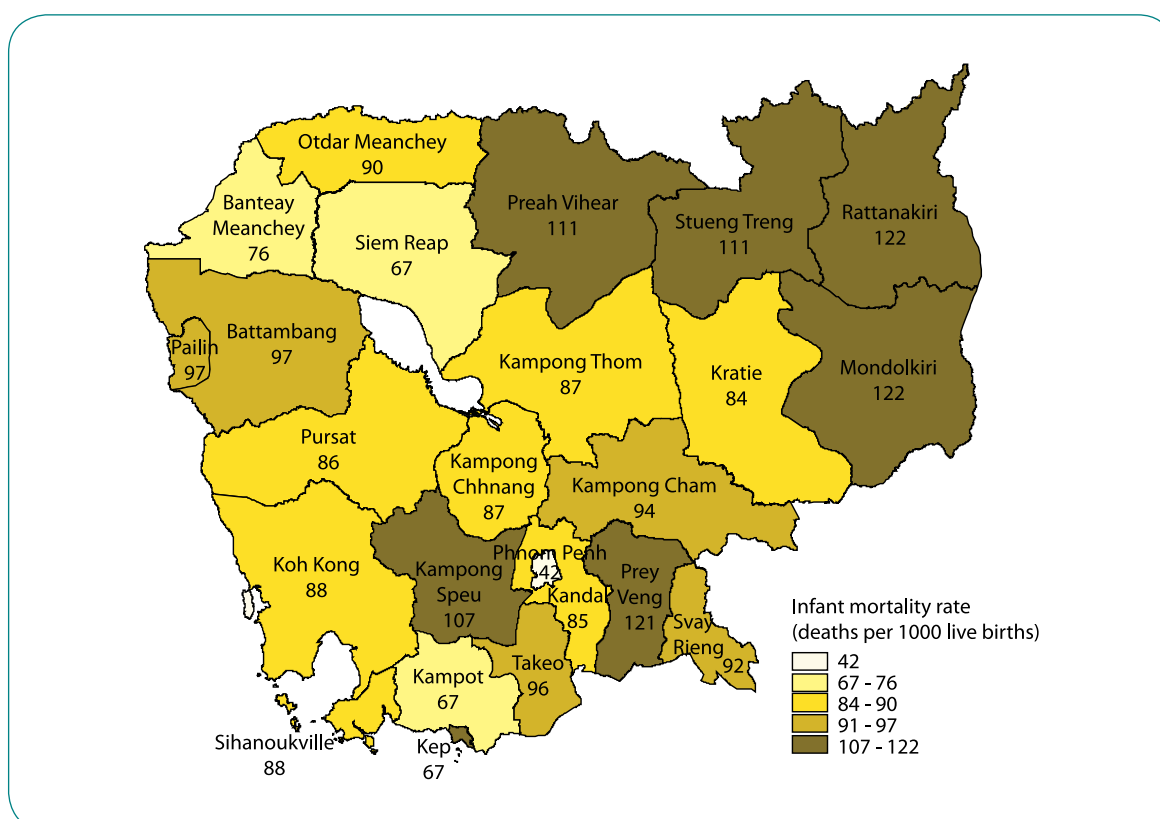 Otdar Meanchey
90
Banteay
Meanchey
76
Siem Reap
67
Preah Vihear
111
Stueng Treng
111
Rattanakiri
122
Battambang
97
Pailin
97
Kampong Thom
87
Kratie
84
Mondolkiri
122
Pursat
86
Kampong
Chhnang
87
Kampong Cham
94
Koh Kong
88
Kampong
Speu
107
Phnom Penh
42
Kandal
85
Prey
Veng
121
Svay
Rieng
92
Takeo
96
Kampot
67
Sihanoukville
88
Kep
67
Infant mortality rate
(deaths per 1000 live births)
42
67 - 76
84 - 90
91 - 97
107 - 122